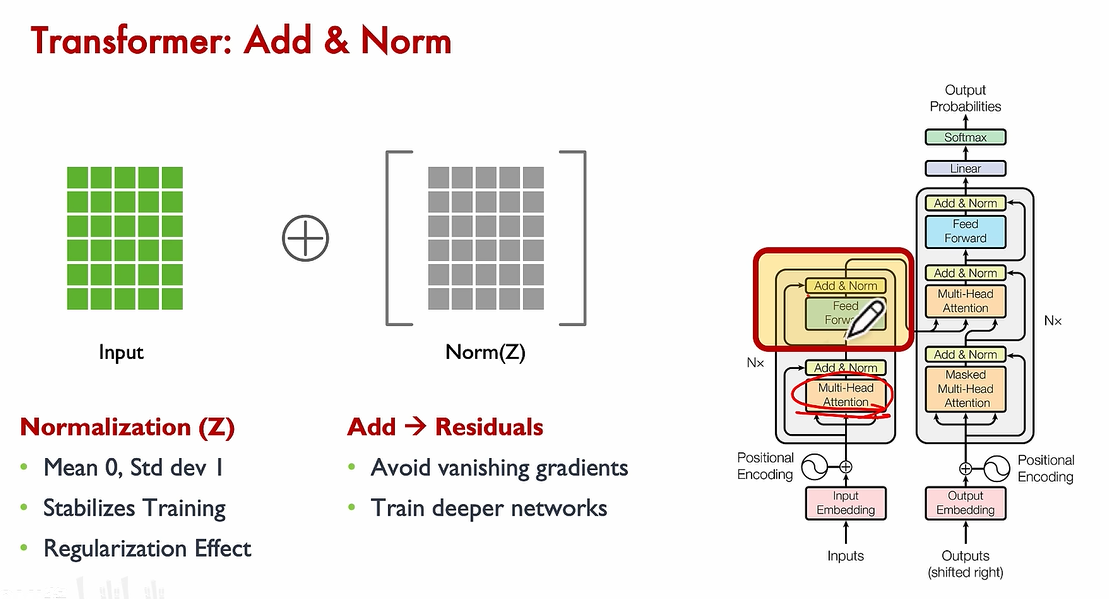 Transformer: Add & Norm
Input
Norm(Z)
Normalization (Z)
• Mean 0, Std dev 1
• Stabilizes Training
• Regularization Effect
Add → Residuals
• Avoid vanishing gradients
• Train deeper networks
Output
Probabilities
Softmax
Linear
Add & Norm
Feed
Forward
Add & Norm
Multi-Head
Attention
Nx
Add & Norm
Masked
Multi-Head
Attention
Add & Norm
Feed
Nx
Add & Norm
Multi-Head
Attention
Positional
Encoding
Positional
Encoding
Input
Embedding
Output
Embedding
Inputs
Outputs
(shifted right)